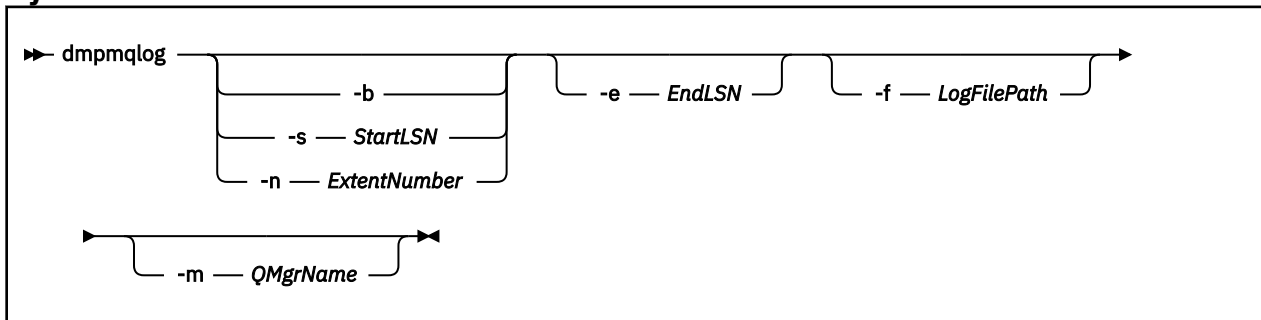 dmpmqlog
-b
-e EndLSN
-f LogFilePath
-s StartLSN
-n ExtentNumber
-m QMgrName